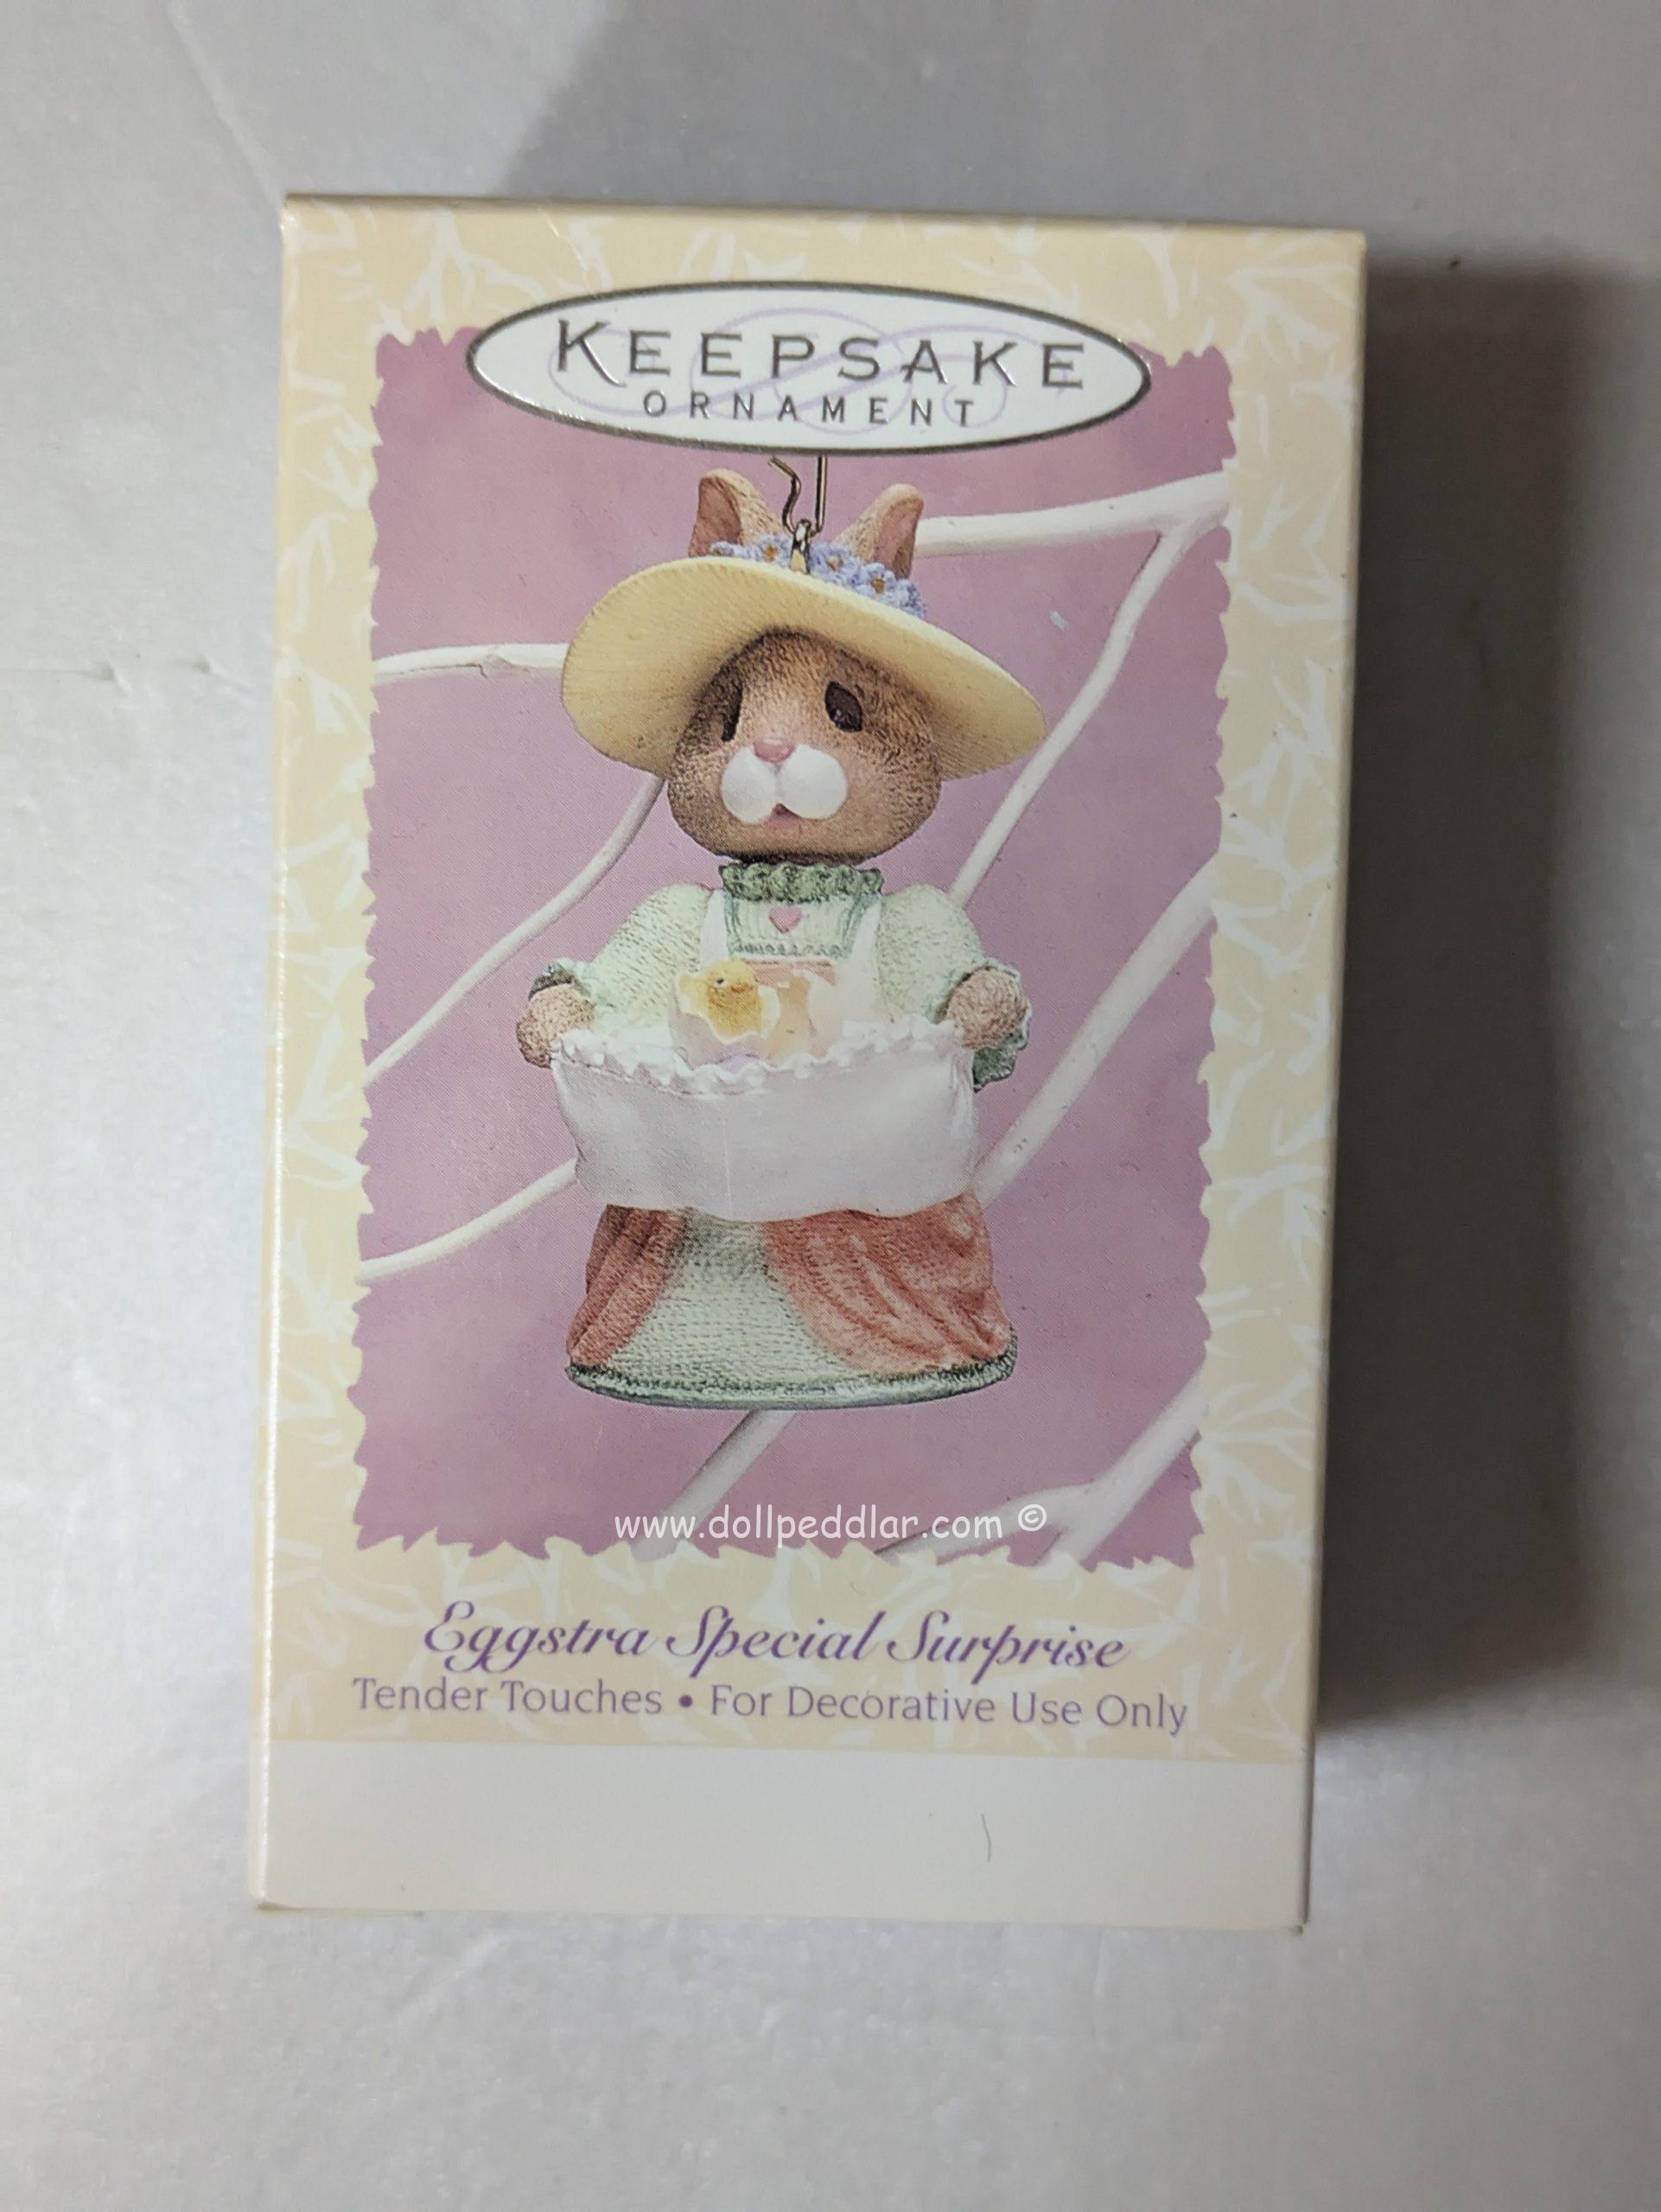 KEEPSAKE
ORNAMENT
www.dollpeddlar.com ©
Eggstra Special Surprise
Tender Touches • For Decorative Use Only